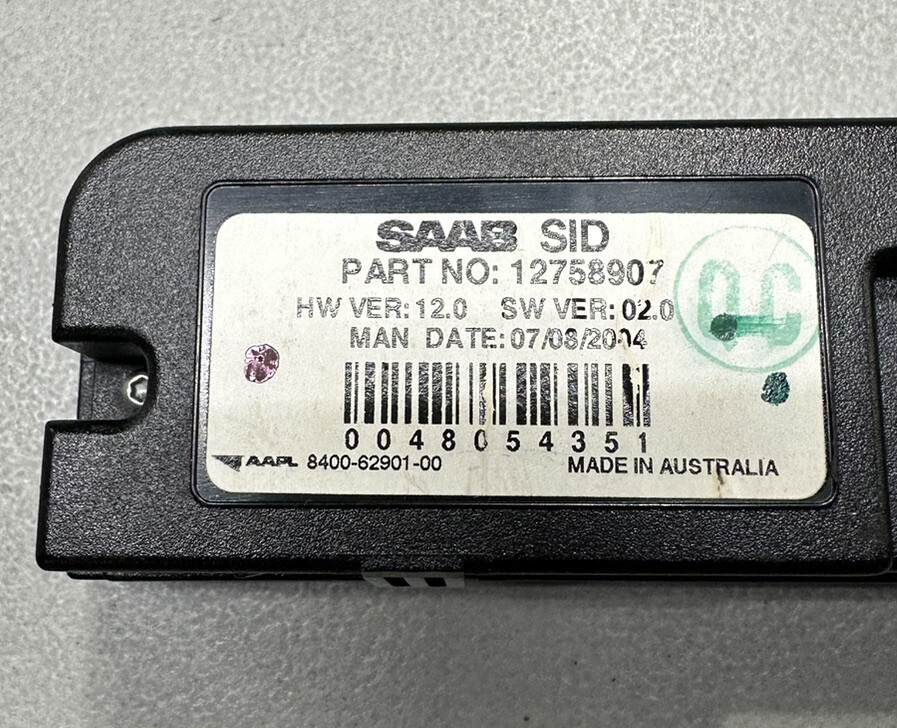 SAAB SID
PART NO: 12758907
HW VER: 12.0 SW VER: 02.0
MAN DATE: 07/08/2004
QC
0048054351
AAPL 8400-62901-00 MADE IN AUSTRALIA